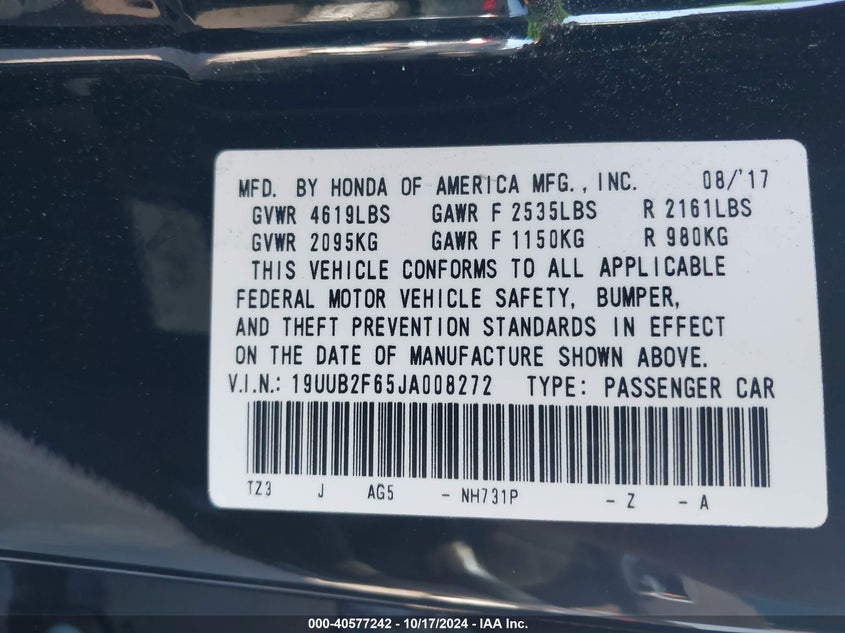 MFD. BY HONDA OF AMERICA MFG., INC. 08/'17
GVWR 4619LBS GAWR F 2535LBS R 2161LBS
GVWR 2095KG GAWR F 1150KG R 980KG
THIS VEHICLE CONFORMS TO ALL APPLICABLE
FEDERAL MOTOR VEHICLE SAFETY, BUMPER,
AND THEFT PREVENTION STANDARDS IN EFFECT
ON THE DATE OF MANUFACTURE SHOWN ABOVE.
V.I.N.: 19UUB2F65JA008272 TYPE: PASSENGER CAR
TZ3 J AG5 - NH731P - Z - A
000-40577242 - 10/17/2024 - IAA Inc.